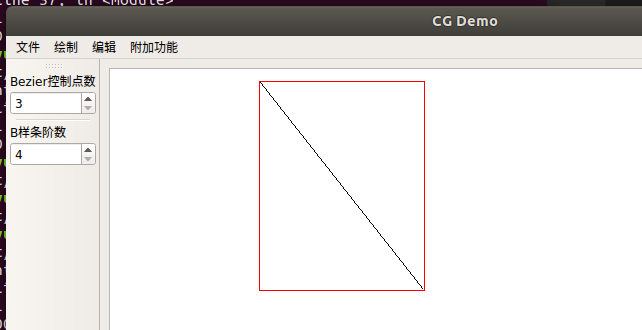 line 37, in <module>
CG Demo
文件 绘制 编辑 附加功能
Bezier控制点数
3
B样条阶数
4